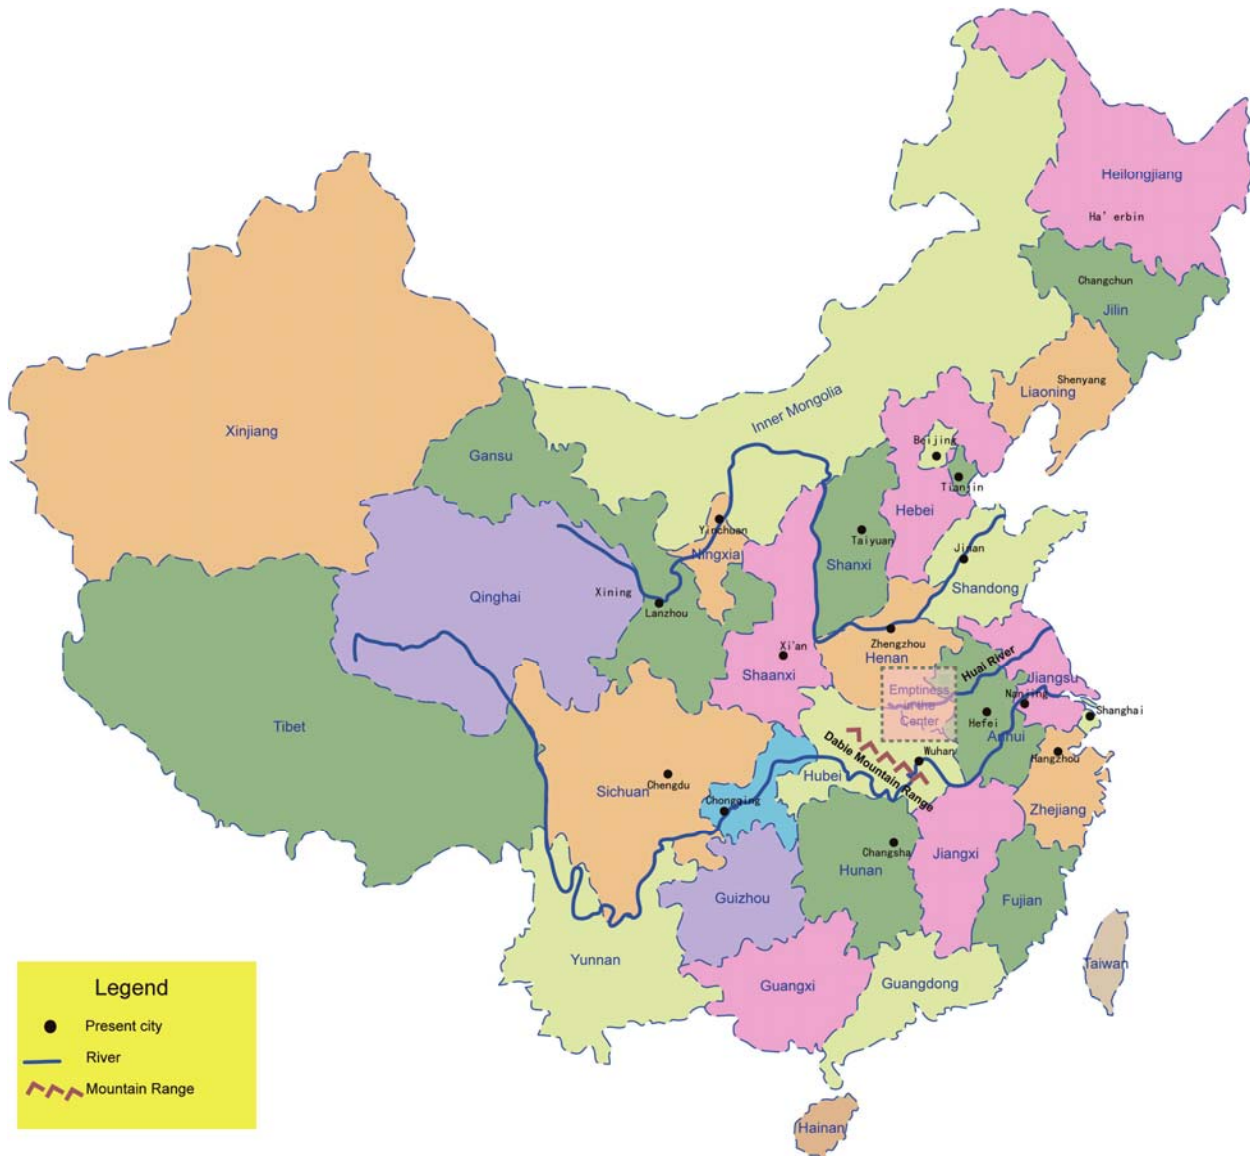 Heilongjiang
Ha' erbin
Changchun
Jilin
Shenyang
Liaoning
Inner Mongolia
Xinjiang
Gansu
Beijing
Tianjin
Hebei
Yinchuan
Ningxia
Taiyuan
Shanxi
Jinan
Shandong
Qinghai
Xining
Lanzhou
Zhengzhou
Henan
Xi'an
Shaanxi
Huai River
Jiangsu
Nanjing
Emptiness
in the
Center
Hefei
Anhui
Shanghai
Tibet
Dabie Mountain Range
Wuhan
Hangzhou
Hubei
Chengdu
Sichuan
Chongqing
Zhejiang
Changsha
Hunan
Jiangxi
Guizhou
Fujian
Yunnan
Guangxi
Guangdong
Taiwan
Hainan
Legend
Present city
River
Mountain Range